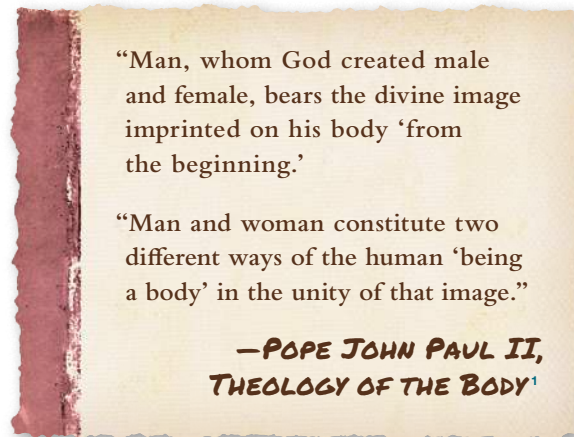 “Man, whom God created male
and female, bears the divine image
imprinted on his body ‘from
the beginning.’
“Man and woman constitute two
different ways of the human ‘being
a body’ in the unity of that image.”
—POPE JOHN PAUL II,
THEOLOGY OF THE BODY¹